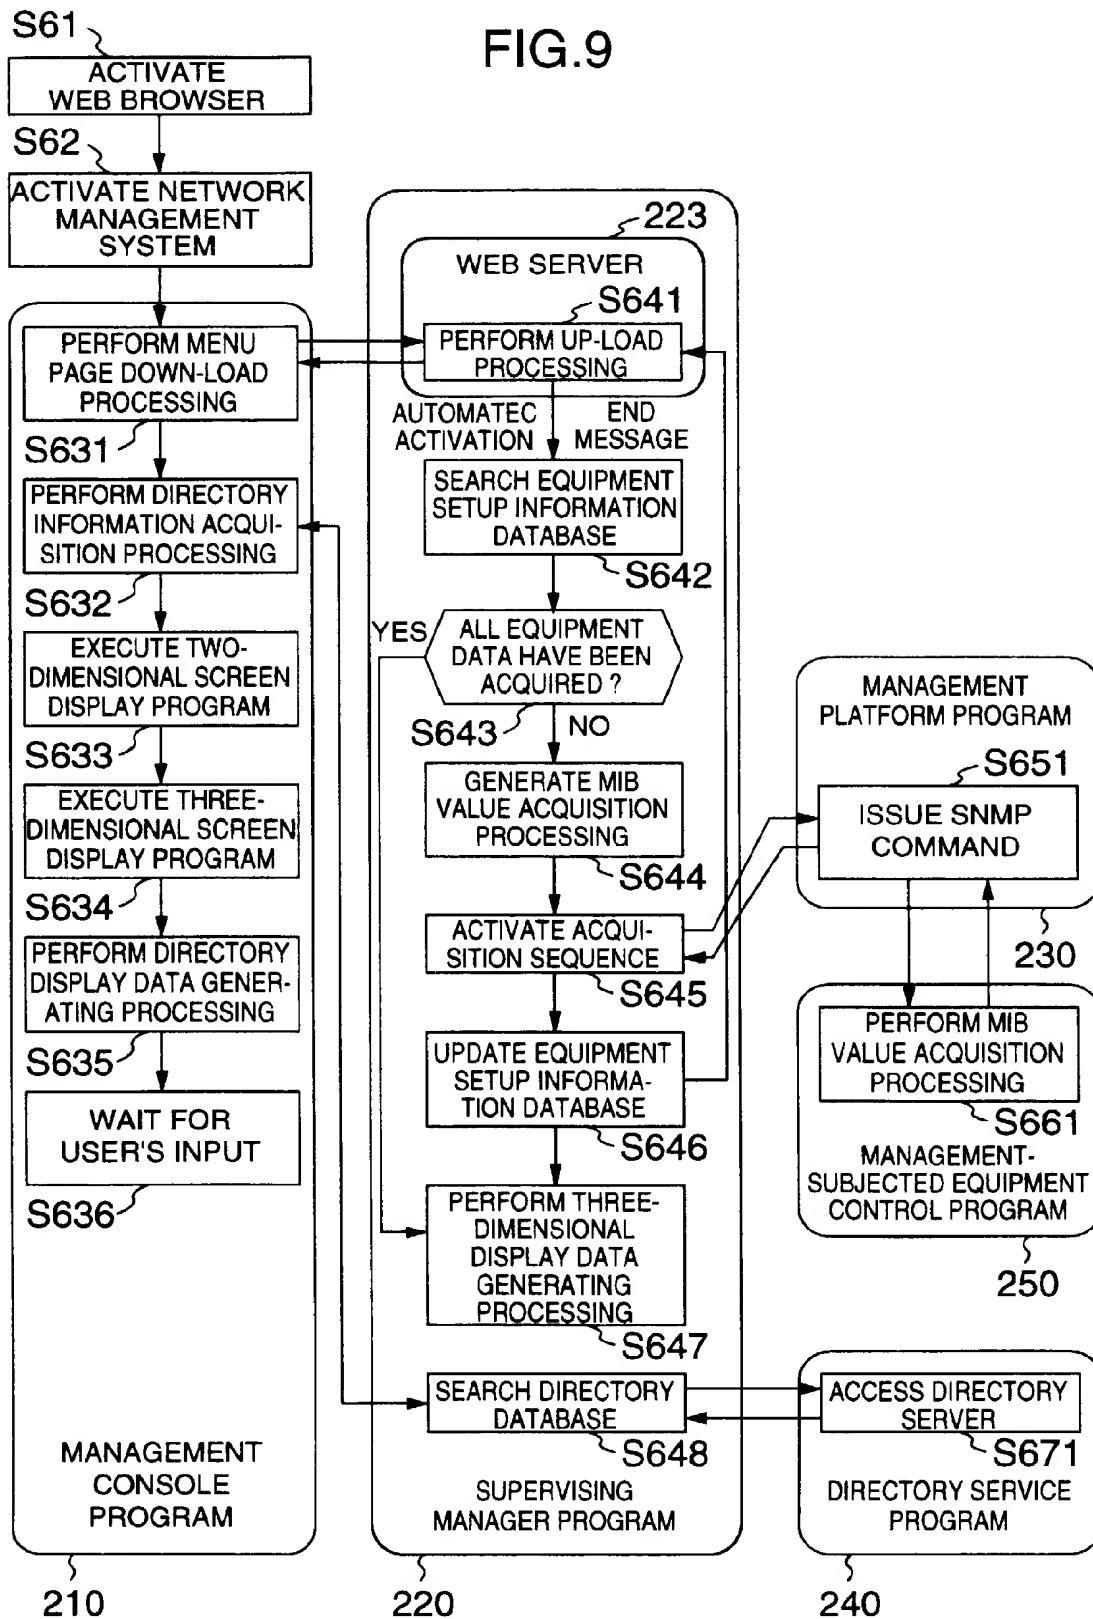 FIG.9
S61
ACTIVATE
WEB BROWSER
S62
ACTIVATE NETWORK
MANAGEMENT
SYSTEM
PERFORM MENU
PAGE DOWN-LOAD
PROCESSING
S631
PERFORM DIRECTORY
INFORMATION ACQUI-
SITION PROCESSING
S632
EXECUTE TWO-
DIMENSIONAL SCREEN
DISPLAY PROGRAM
S633
EXECUTE THREE-
DIMENSIONAL SCREEN
DISPLAY PROGRAM
S634
PERFORM DIRECTORY
DISPLAY DATA GENER-
ATING PROCESSING
S635
WAIT FOR
USER'S INPUT
S636
MANAGEMENT
CONSOLE
PROGRAM
210
223
WEB SERVER
S641
PERFORM UP-LOAD
PROCESSING
AUTOMATEC
ACTIVATION
END
MESSAGE
SEARCH EQUIPMENT
SETUP INFORMATION
DATABASE
S642
YES
ALL EQUIPMENT
DATA HAVE BEEN
ACQUIRED ?
S643
NO
GENERATE MIB
VALUE ACQUISITION
PROCESSING
S644
ACTIVATE ACQUI-
SITION SEQUENCE
S645
UPDATE EQUIPMENT
SETUP INFORMA-
TION DATABASE
S646
PERFORM THREE-
DIMENSIONAL
DISPLAY DATA
GENERATING
PROCESSING
S647
SEARCH DIRECTORY
DATABASE
S648
SUPERVISING
MANAGER PROGRAM
220
MANAGEMENT
PLATFORM PROGRAM
S651
ISSUE SNMP
COMMAND
230
PERFORM MIB
VALUE ACQUISITION
PROCESSING
S661
MANAGEMENT-
SUBJECTED EQUIPMENT
CONTROL PROGRAM
250
ACCESS DIRECTORY
SERVER
S671
DIRECTORY SERVICE
PROGRAM
240